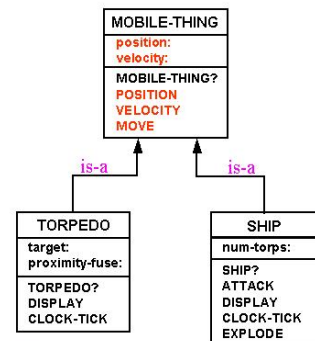 MOBILE-THING
position:
velocity:
MOBILE-THING?
POSITION
VELOCITY
MOVE
is-a
is-a
TORPEDO
target:
proximity-fuse:
TORPEDO?
DISPLAY
CLOCK-TICK
SHIP
num-torps:
SHIP?
ATTACK
DISPLAY
CLOCK-TICK
EXPLODE